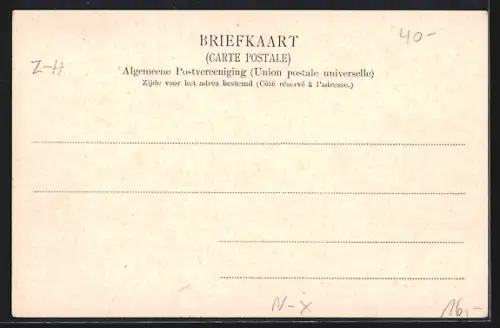 BRIEFKAART
40-
(CARTE POSTALE)
Z-H
Algemeene Postvereeniging (Union postale universelle)
Zijde voor het adres bestemd (Côté réservé à l'adresse.)
N-X
16,-